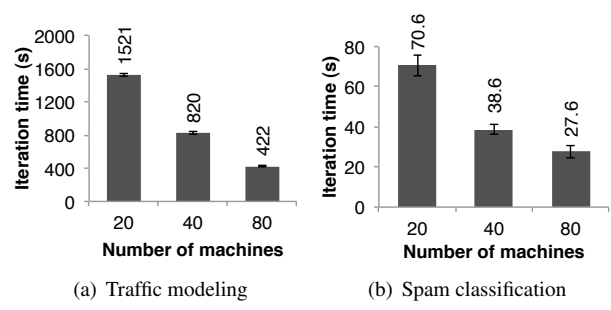 Iteration time (s)
2000
1600
1200
800
400
0
1521
820
422
20 40 80
Number of machines
(a) Traffic modeling
Iteration time (s)
80
60
40
20
0
70.6
38.6
27.6
20 40 80
Number of machines
(b) Spam classification